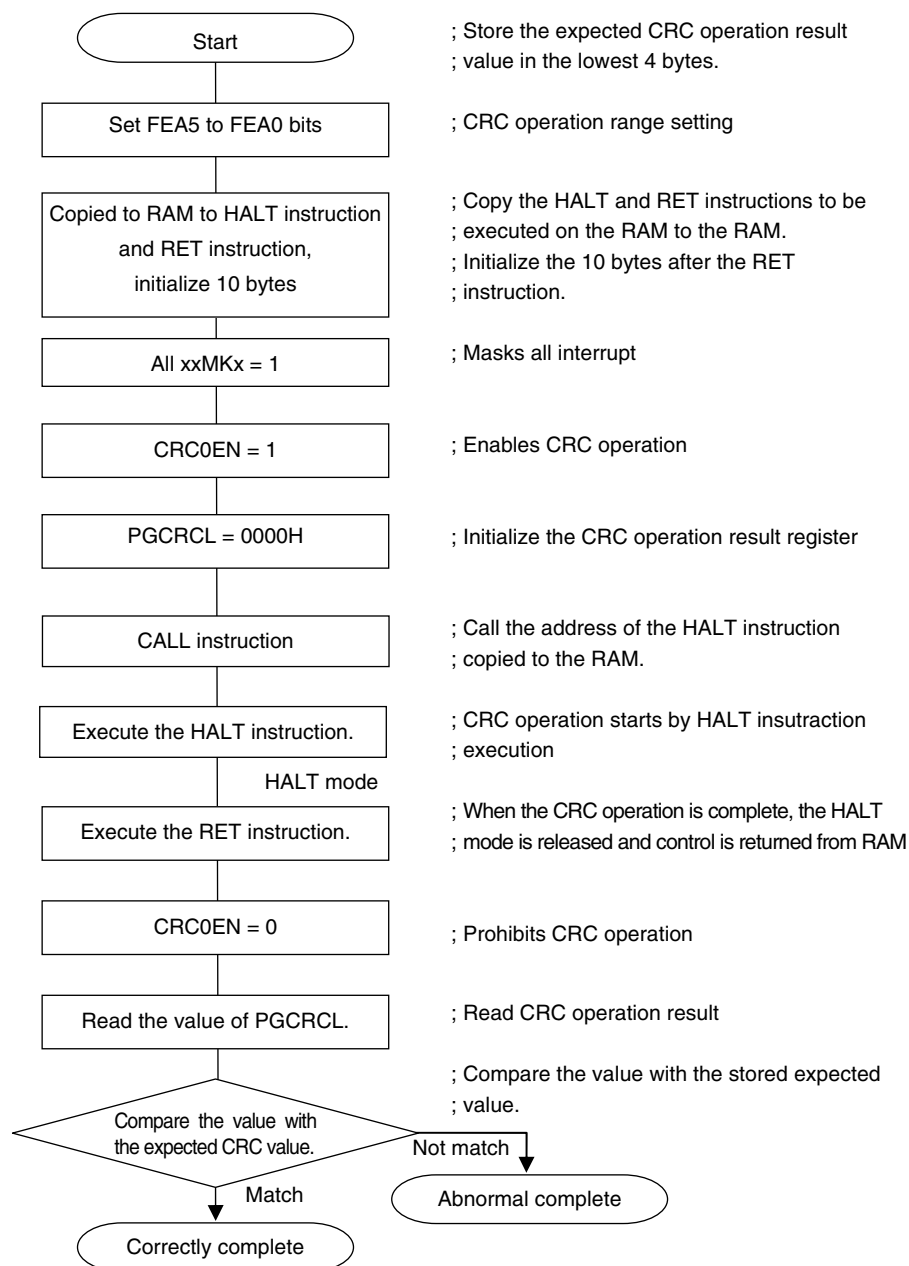 Start
; Store the expected CRC operation result
; value in the lowest 4 bytes.
Set FEA5 to FEA0 bits
; CRC operation range setting
Copied to RAM to HALT instruction
and RET instruction,
initialize 10 bytes
; Copy the HALT and RET instructions to be
; executed on the RAM to the RAM.
; Initialize the 10 bytes after the RET
; instruction.
All xxMKx = 1
; Masks all interrupt
CRC0EN = 1
; Enables CRC operation
PGCRCL = 0000H
; Initialize the CRC operation result register
CALL instruction
; Call the address of the HALT instruction
; copied to the RAM.
Execute the HALT instruction.
; CRC operation starts by HALT insutraction
; execution
HALT mode
Execute the RET instruction.
; When the CRC operation is complete, the HALT
; mode is released and control is returned from RAM
CRC0EN = 0
; Prohibits CRC operation
Read the value of PGCRCL.
; Read CRC operation result
; Compare the value with the stored expected
; value.
Compare the value with
the expected CRC value.
Not match
Match
Abnormal complete
Correctly complete